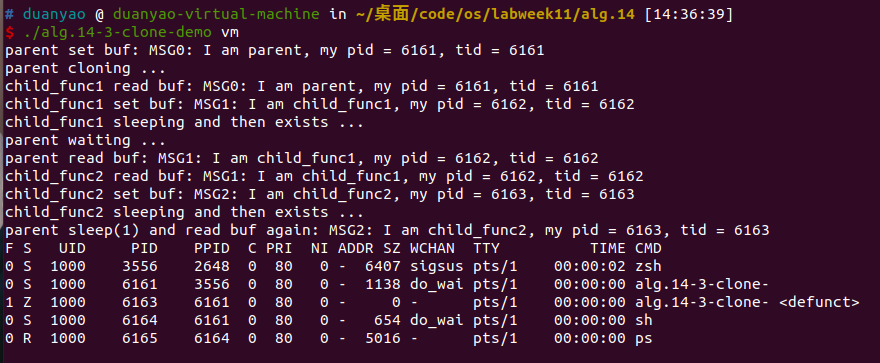 # duanyao @ duanyao-virtual-machine in ~/桌面/code/os/labweek11/alg.14 [14:36:39]
$ ./alg.14-3-clone-demo vm
parent set buf: MSG0: I am parent, my pid = 6161, tid = 6161
parent cloning ...
child_func1 read buf: MSG0: I am parent, my pid = 6161, tid = 6161
child_func1 set buf: MSG1: I am child_func1, my pid = 6162, tid = 6162
child_func1 sleeping and then exists ...
parent waiting ...
parent read buf: MSG1: I am child_func1, my pid = 6162, tid = 6162
child_func2 read buf: MSG1: I am child_func1, my pid = 6162, tid = 6162
child_func2 set buf: MSG2: I am child_func2, my pid = 6163, tid = 6163
child_func2 sleeping and then exists ...
parent sleep(1) and read buf again: MSG2: I am child_func2, my pid = 6163, tid = 6163
F S   UID     PID    PPID  C PRI  NI ADDR SZ WCHAN  TTY          TIME CMD
0 S  1000    3556    2648  0  80   0 -  6407 sigsus pts/1    00:00:02 zsh
0 S  1000    6161    3556  0  80   0 -  1138 do_wai pts/1    00:00:00 alg.14-3-clone-
1 Z  1000    6163    6161  0  80   0 -     0 -      pts/1    00:00:00 alg.14-3-clone- <defunct>
0 S  1000    6164    6161  0  80   0 -   654 do_wai pts/1    00:00:00 sh
0 R  1000    6165    6164  0  80   0 -  5016 -      pts/1    00:00:00 ps